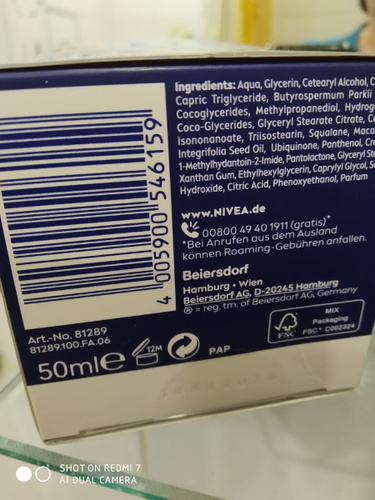 Ingredients: Aqua, Glycerin, Cetearyl Alcohol,
Capric Triglyceride, Butyrospermum Parkii
Cocoglycerides, Methylpropanediol,
Coco-Glycerides, Glyceryl Stearate Citrate,
Isononanoate, Triisostearin, Squalane,
Integrifolia Seed Oil, Ubiquinone, Panthenol,
1-Methylhydantoin-2-Imide, Pantolactone, Glyceryl
Xanthan Gum, Ethylhexylglycerin, Caprylyl Glycol,
Hydroxide, Citric Acid, Phenoxyethanol, Parfum
www.NIVEA.de
00800 49 40 1911 (gratis)*
*Bei Anrufen aus dem Ausland
können Roaming-Gebühren anfallen.
Beiersdorf
Hamburg • Wien
Beiersdorf AG, D-20245 Hamburg
® = reg. tm. of Beiersdorf AG, Germany
4 005900 546159
Art.-No. 81289
81289.100.FA.06
50ml e
12M
PAP
FSC
MIX
Packaging
FSC® C002324
SHOT ON REDMI 7
AI DUAL CAMERA